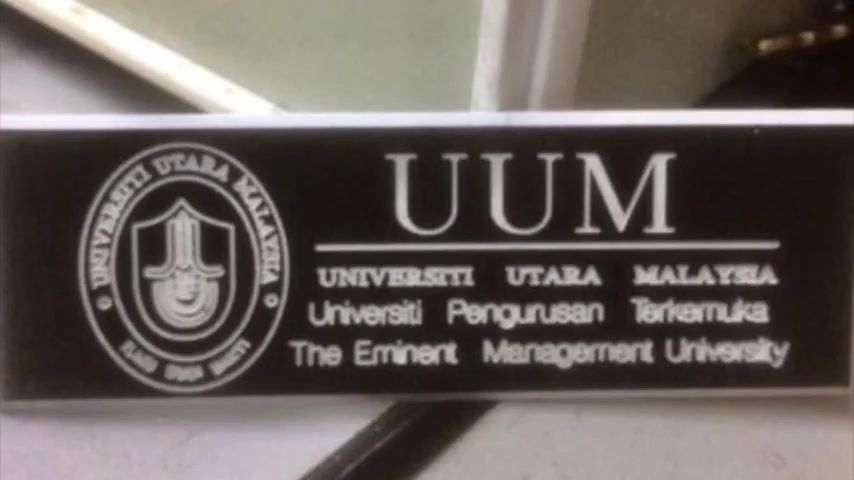 UNIVERSITI UTARA MALAYSIA
UUM
UNIVERSITI UTARA MALAYSIA
Universiti Pengurusan Terkemuka
The Eminent Management University